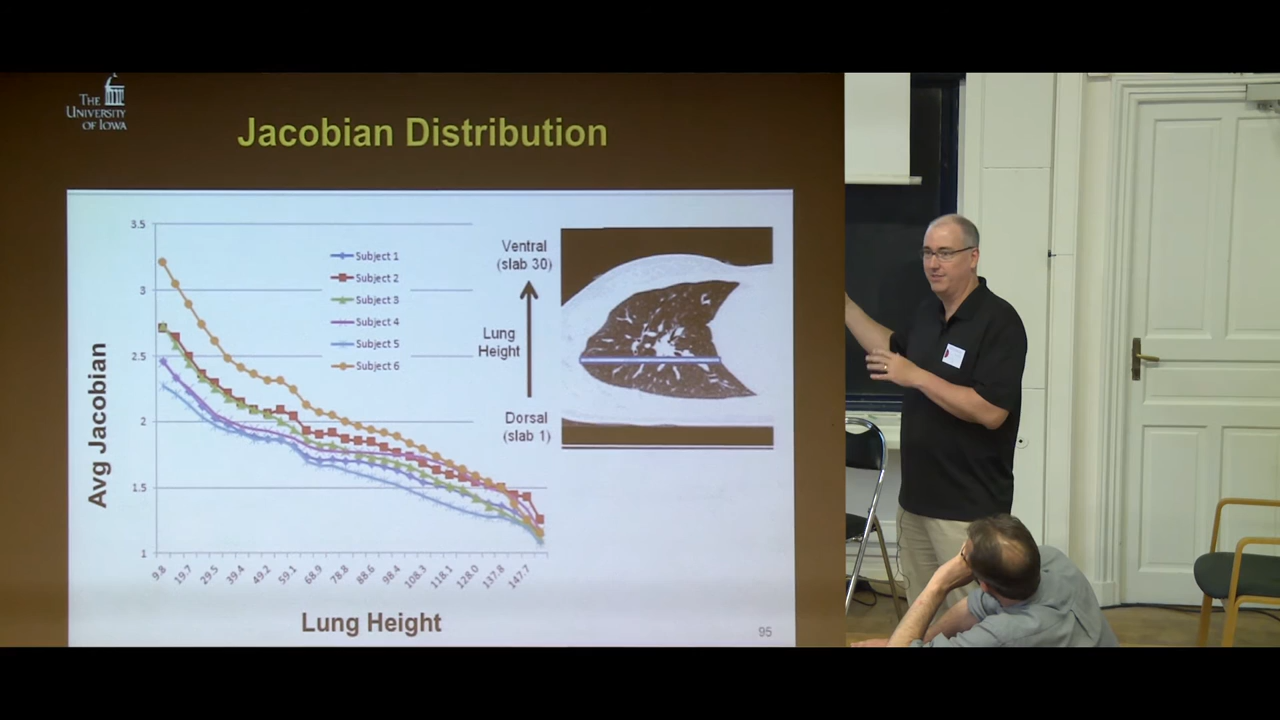 THE
UNIVERSITY
OF IOWA
Jacobian Distribution
Avg Jacobian
3.5
3
2.5
2
1.5
1
Subject 1
Subject 2
Subject 3
Subject 4
Subject 5
Subject 6
9.8
19.7
29.5
39.4
49.2
59.1
68.9
78.8
88.6
98.4
108.3
118.1
128.0
137.8
147.7
Lung Height
Ventral
(slab 30)
Lung
Height
Dorsal
(slab 1)
95